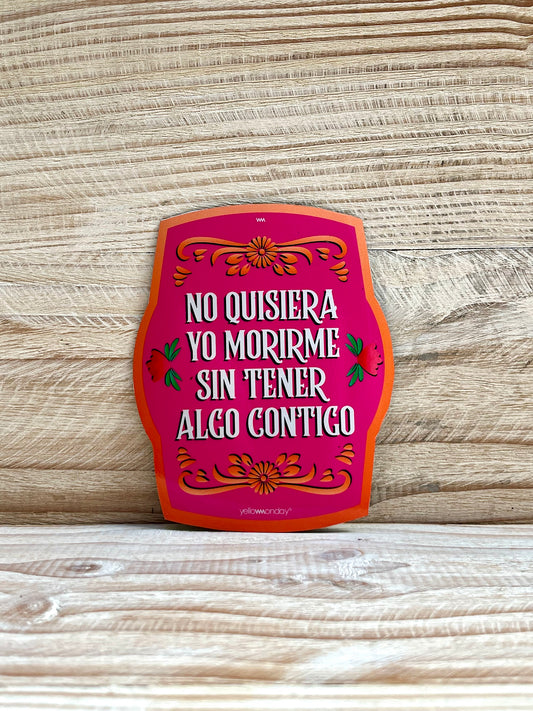 NO QUISIERA
YO MORIRME
SIN TENER
ALGO CONTIGO
yellowmonday®